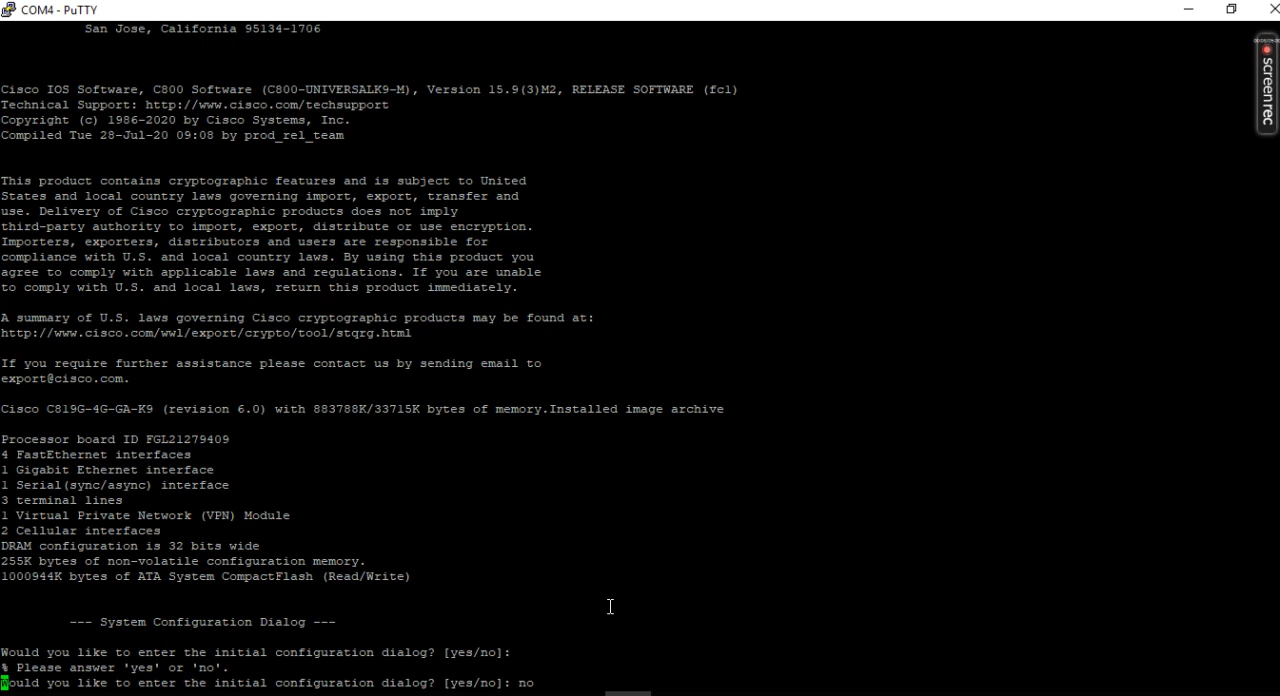 COM4 - PuTTY
San Jose, California 95134-1706
Cisco IOS Software, C800 Software (C800-UNIVERSALK9-M), Version 15.9(3)M2, RELEASE SOFTWARE (fc1)
Technical Support: http://www.cisco.com/techsupport
Copyright (c) 1986-2020 by Cisco Systems, Inc.
Compiled Tue 28-Jul-20 09:08 by prod_rel_team
This product contains cryptographic features and is subject to United
States and local country laws governing import, export, transfer and
use. Delivery of Cisco cryptographic products does not imply
third-party authority to import, export, distribute or use encryption.
Importers, exporters, distributors and users are responsible for
compliance with U.S. and local country laws. By using this product you
agree to comply with applicable laws and regulations. If you are unable
to comply with U.S. and local laws, return this product immediately.
A summary of U.S. laws governing Cisco cryptographic products may be found at:
http://www.cisco.com/wwl/export/crypto/tool/stqrg.html
If you require further assistance please contact us by sending email to
export@cisco.com.
Cisco C819G-4G-GA-K9 (revision 6.0) with 883788K/33715K bytes of memory.Installed image archive
Processor board ID FGL21279409
4 FastEthernet interfaces
1 Gigabit Ethernet interface
1 Serial(sync/async) interface
3 terminal lines
1 Virtual Private Network (VPN) Module
2 Cellular interfaces
DRAM configuration is 32 bits wide
255K bytes of non-volatile configuration memory.
1000944K bytes of ATA System CompactFlash (Read/Write)
--- System Configuration Dialog ---
Would you like to enter the initial configuration dialog? [yes/no]:
% Please answer 'yes' or 'no'.
Would you like to enter the initial configuration dialog? [yes/no]: no
screenrec